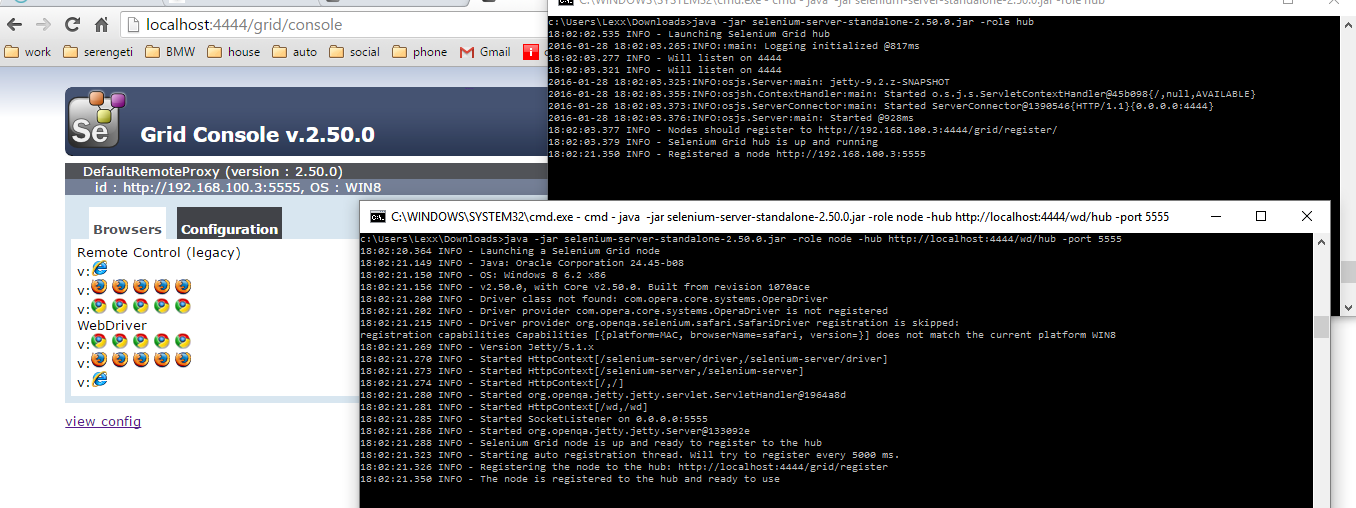 localhost:4444/grid/console
work serengeti BMW house auto social phone Gmail
Se
Grid Console v.2.50.0
DefaultRemoteProxy (version : 2.50.0)
id : http://192.168.100.3:5555, OS : WIN8
Browsers Configuration
Remote Control (legacy)
v:
v:
v:
WebDriver
v:
v:
v:
view config
C:\WINDOWS\SYSTEM32\cmd.exe - cmd - java -jar selenium-server-standalone-2.50.0.jar -role hub
c:\Users\Lexx\Downloads>java -jar selenium-server-standalone-2.50.0.jar -role hub
18:02:02.535 INFO - Launching Selenium Grid hub
2016-01-28 18:02:03.265:INFO::main: Logging initialized @817ms
18:02:03.277 INFO - Will listen on 4444
18:02:03.321 INFO - Will listen on 4444
2016-01-28 18:02:03.325:INFO:osjs.Server:main: jetty-9.2.z-SNAPSHOT
2016-01-28 18:02:03.355:INFO:osjsh.ContextHandler:main: Started o.s.j.s.ServletContextHandler@45b098{/,null,AVAILABLE}
2016-01-28 18:02:03.373:INFO:osjs.ServerConnector:main: Started ServerConnector@1390546{HTTP/1.1}{0.0.0.0:4444}
2016-01-28 18:02:03.376:INFO:osjs.Server:main: Started @928ms
18:02:03.377 INFO - Nodes should register to http://192.168.100.3:4444/grid/register/
18:02:03.379 INFO - Selenium Grid hub is up and running
18:02:21.350 INFO - Registered a node http://192.168.100.3:5555
C:\WINDOWS\SYSTEM32\cmd.exe - cmd - java -jar selenium-server-standalone-2.50.0.jar -role node -hub http://localhost:4444/wd/hub -port 5555
c:\Users\Lexx\Downloads>java -jar selenium-server-standalone-2.50.0.jar -role node -hub http://localhost:4444/wd/hub -port 5555
18:02:20.364 INFO - Launching a Selenium Grid node
18:02:21.149 INFO - Java: Oracle Corporation 24.45-b08
18:02:21.150 INFO - OS: Windows 8 6.2 x86
18:02:21.156 INFO - v2.50.0, with Core v2.50.0. Built from revision 1070ace
18:02:21.200 INFO - Driver class not found: com.opera.core.systems.OperaDriver
18:02:21.202 INFO - Driver provider com.opera.core.systems.OperaDriver is not registered
18:02:21.215 INFO - Driver provider org.openqa.selenium.safari.SafariDriver registration is skipped:
registration capabilities Capabilities [{platform=MAC, browserName=safari, version=}] does not match the current platform WIN8
18:02:21.269 INFO - Version Jetty/5.1.x
18:02:21.270 INFO - Started HttpContext[/selenium-server/driver,/selenium-server/driver]
18:02:21.273 INFO - Started HttpContext[/selenium-server,/selenium-server]
18:02:21.274 INFO - Started HttpContext[/,/]
18:02:21.280 INFO - Started org.openqa.jetty.jetty.servlet.ServletHandler@1964a8d
18:02:21.281 INFO - Started HttpContext[/wd,/wd]
18:02:21.285 INFO - Started SocketListener on 0.0.0.0:5555
18:02:21.286 INFO - Started org.openqa.jetty.jetty.Server@133092e
18:02:21.288 INFO - Selenium Grid node is up and ready to register to the hub
18:02:21.323 INFO - Starting auto registration thread. Will try to register every 5000 ms.
18:02:21.326 INFO - Registering the node to the hub: http://localhost:4444/grid/register
18:02:21.350 INFO - The node is registered to the hub and ready to use